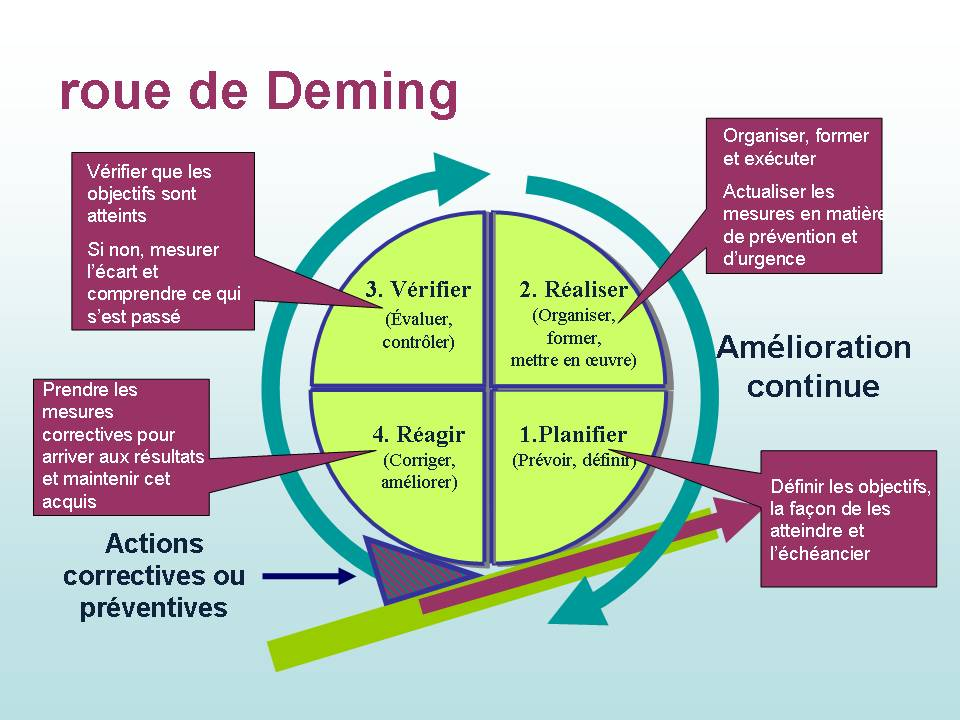 roue de Deming
Vérifier que les
objectifs sont
atteints
Si non, mesurer
l'écart et
comprendre ce qui
s'est passé
Organiser, former
et exécuter
Actualiser les
mesures en matière
de prévention et
d'urgence
3. Vérifier
(Évaluer,
contrôler)
2. Réaliser
(Organiser,
former,
mettre en œuvre)
Amélioration
continue
Prendre les
mesures
correctives pour
arriver aux résultats
et maintenir cet
acquis
4. Réagir
(Corriger,
améliorer)
1.Planifier
(Prévoir, définir)
Définir les objectifs,
la façon de les
atteindre et
l'échéancier
Actions
correctives ou
préventives